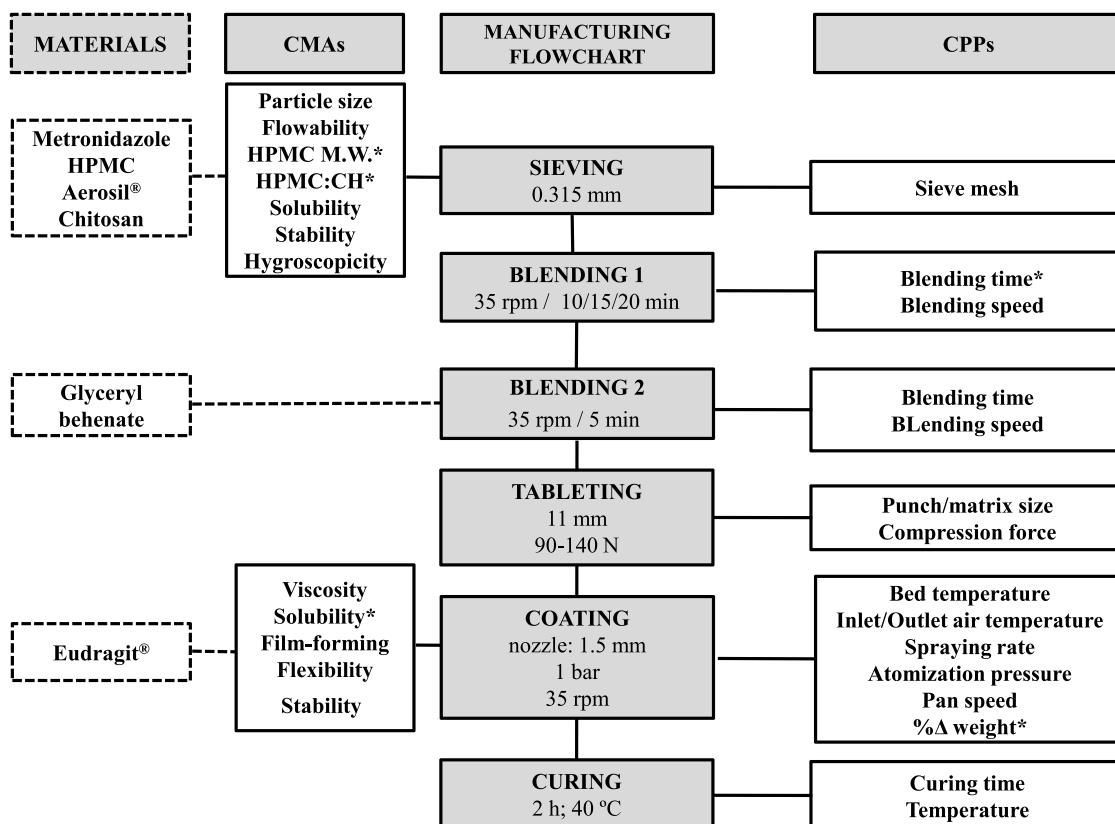 MATERIALS
CMAs
MANUFACTURING
FLOWCHART
CPPs
Metronidazole
HPMC
Aerosil®
Chitosan
Particle size
Flowability
HPMC M.W.*
HPMC:CH*
Solubility
Stability
Hygroscopicity
SIEVING
0.315 mm
Sieve mesh
BLENDING 1
35 rpm / 10/15/20 min
Blending time*
Blending speed
Glyceryl
behenate
BLENDING 2
35 rpm / 5 min
Blending time
BLending speed
TABLETING
11 mm
90-140 N
Punch/matrix size
Compression force
Eudragit®
Viscosity
Solubility*
Film-forming
Flexibility
Stability
COATING
nozzle: 1.5 mm
1 bar
35 rpm
Bed temperature
Inlet/Outlet air temperature
Spraying rate
Atomization pressure
Pan speed
%Δ weight*
CURING
2 h; 40 ºC
Curing time
Temperature